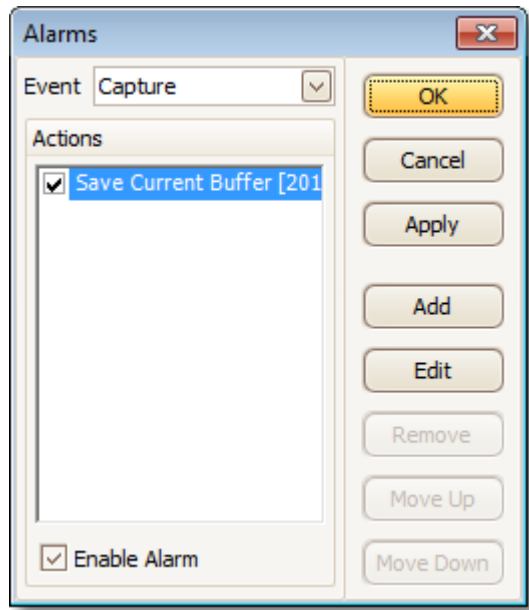 Alarms
Event Capture
Actions
Save Current Buffer [201
Enable Alarm
OK
Cancel
Apply
Add
Edit
Remove
Move Up
Move Down